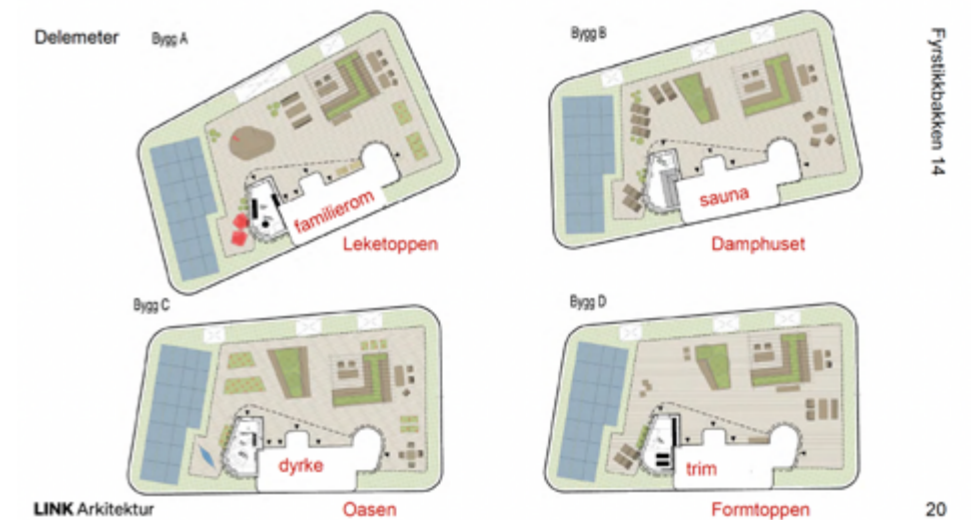 Delemeter
Bygg A
familierom
Leketoppen
Bygg B
sauna
Damphuset
Fyrstikkbakken 14
Bygg C
dyrke
Oasen
Bygg D
trim
Formtoppen
LINK Arkitektur
20